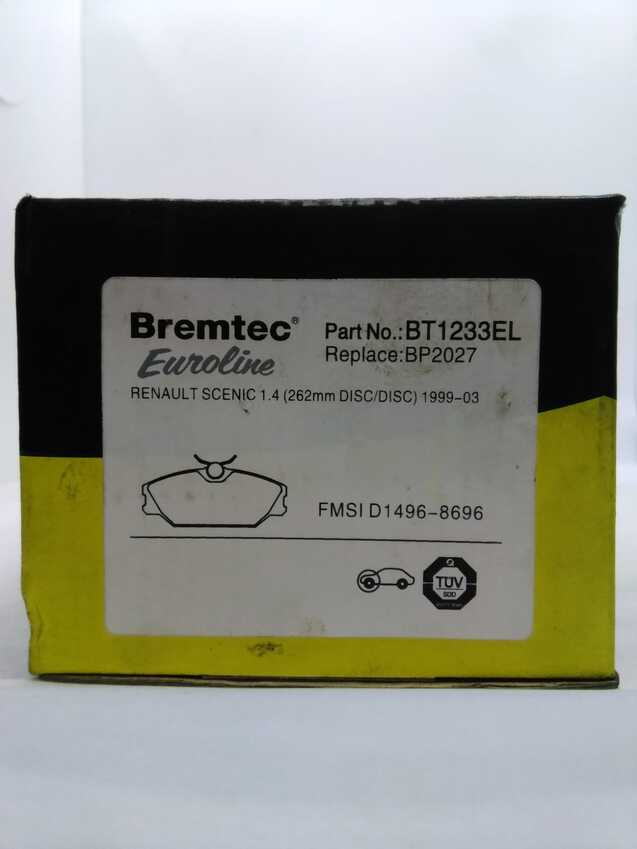 Bremtec®
Euroline
Part No.:BT1233EL
Replace:BP2027
RENAULT SCENIC 1.4 (262mm DISC/DISC) 1999-03
FMSI D1496-8696
TUV